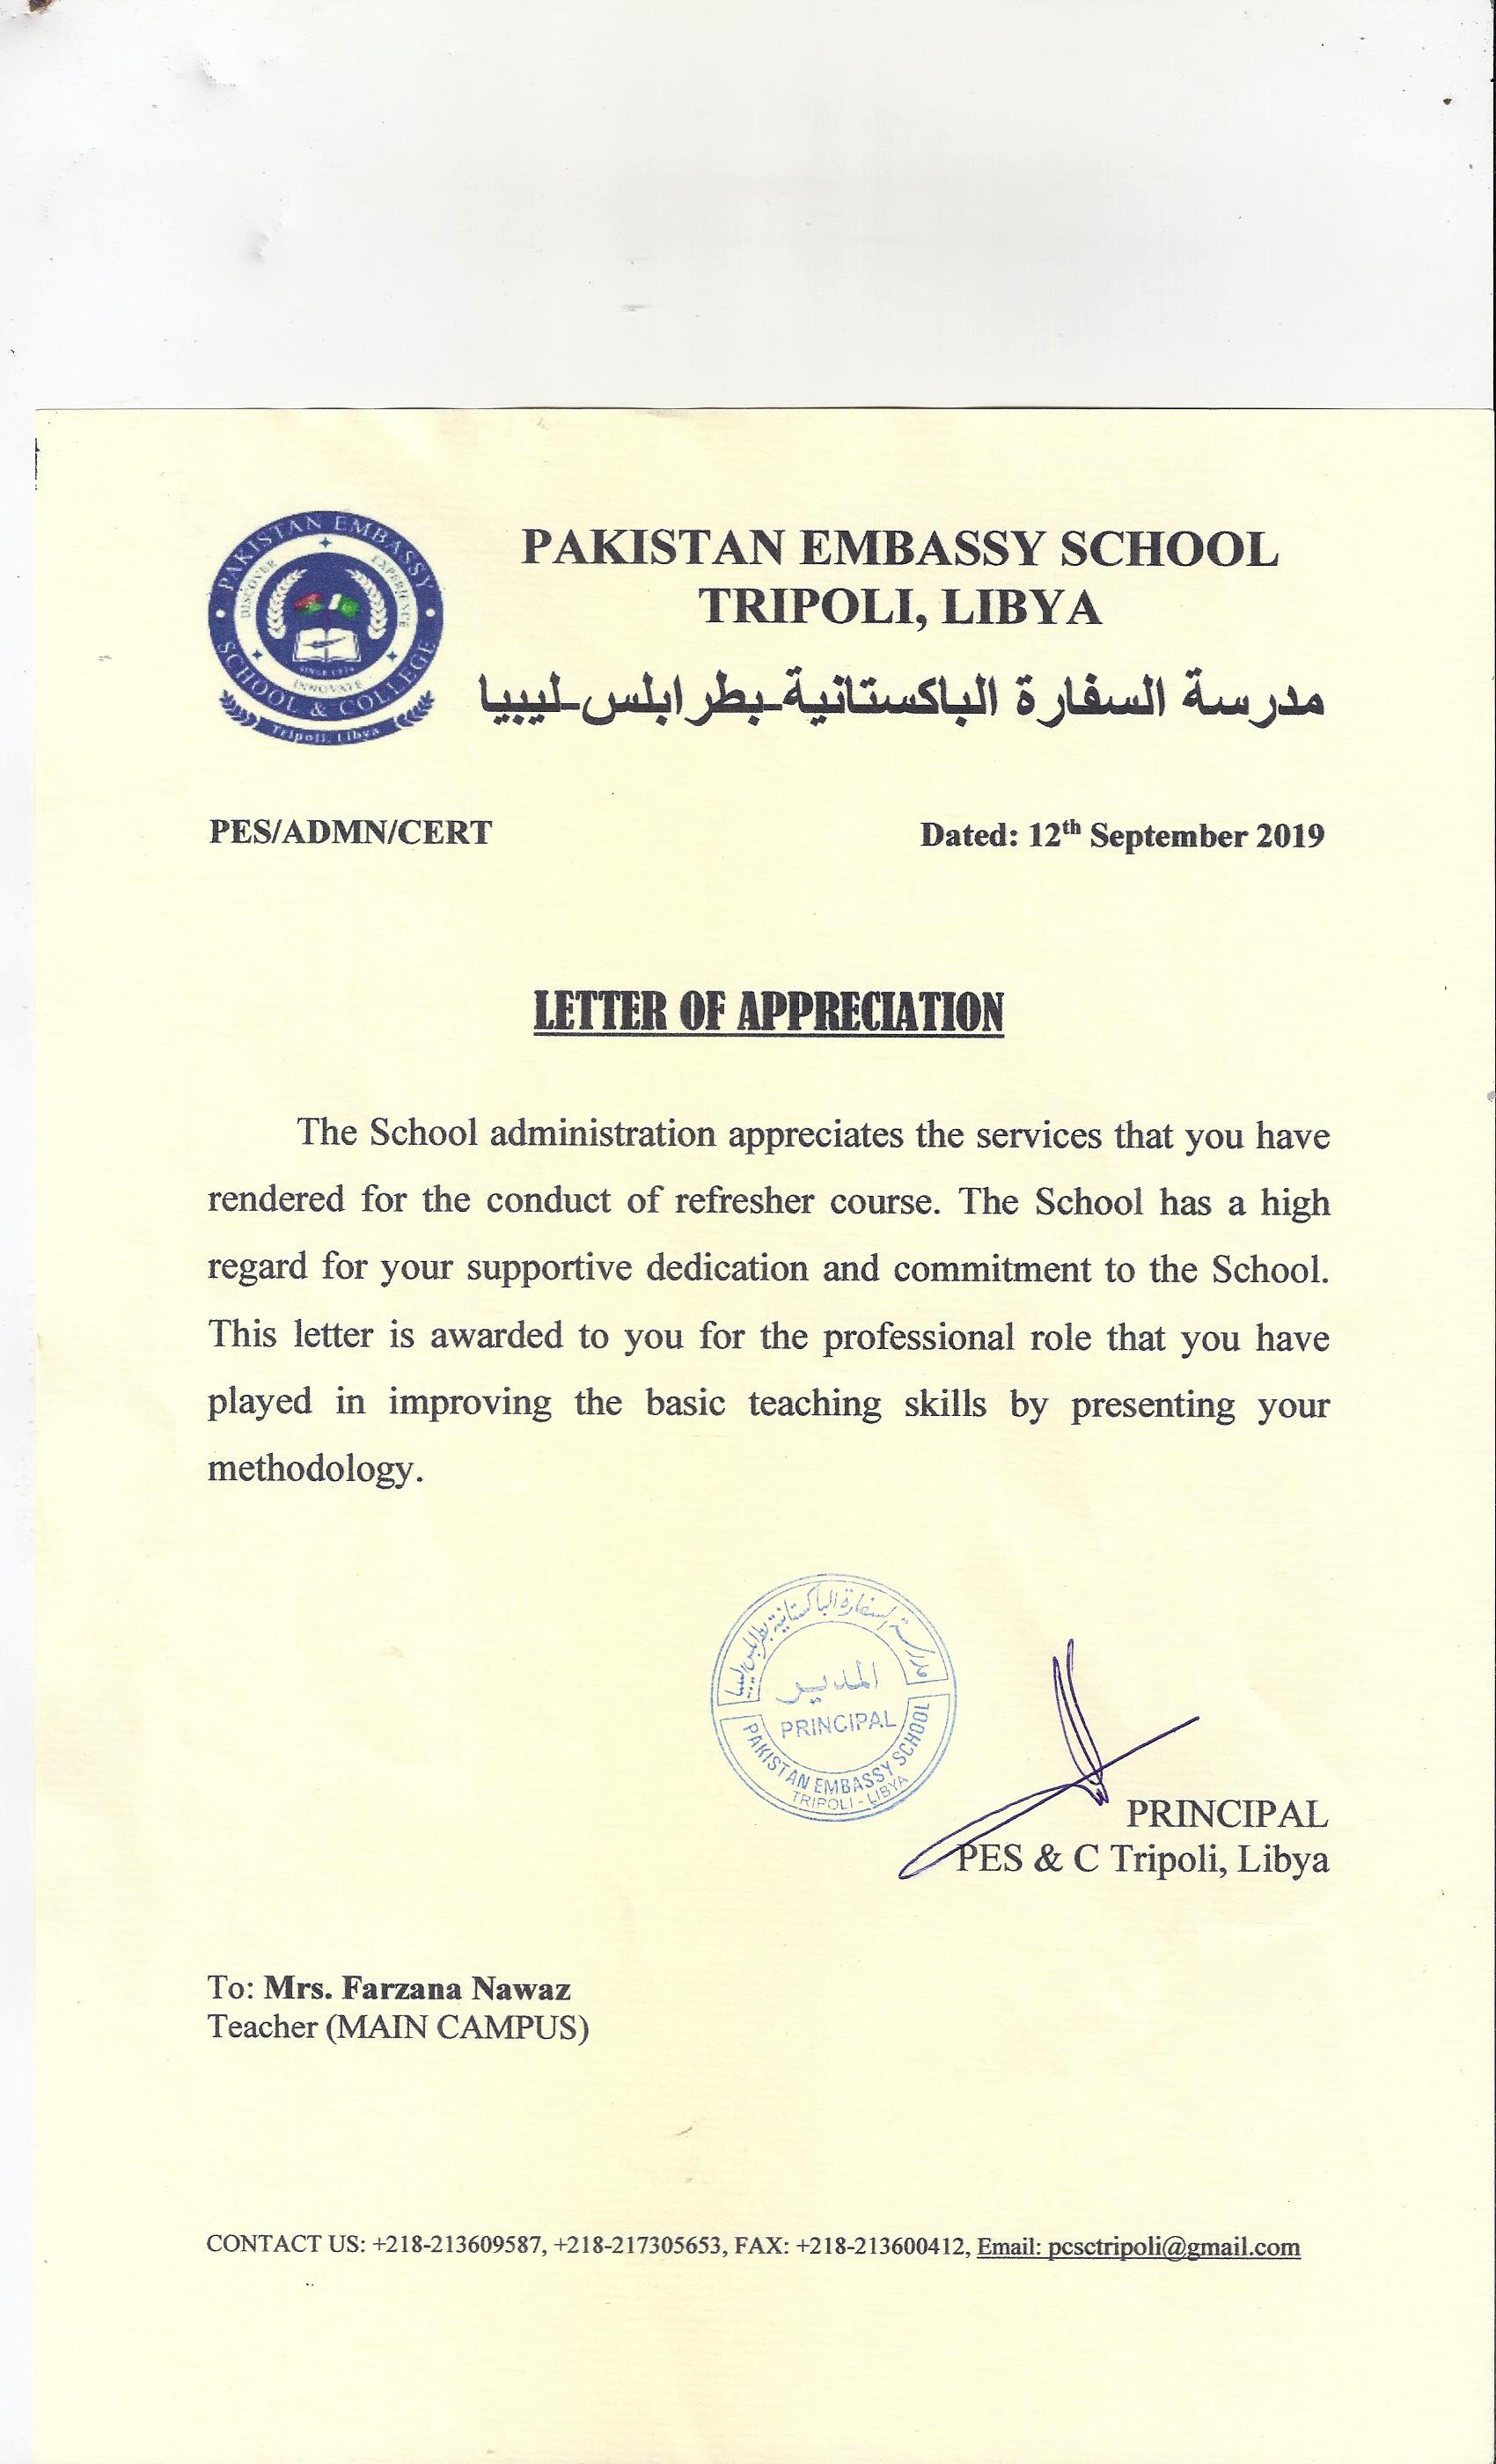 PAKISTAN EMBASSY
SCHOOL & COLLEGE
DISCOVER
EXPERIENCE
SINCE 1974
INNOVATE
Tripoli, Libya
PAKISTAN EMBASSY SCHOOL
TRIPOLI, LIBYA
مدرسة السفارة الباكستانية-بطرابلس-ليبيا
PES/ADMN/CERT
Dated: 12th September 2019
LETTER OF APPRECIATION
The School administration appreciates the services that you have
rendered for the conduct of refresher course. The School has a high
regard for your supportive dedication and commitment to the School.
This letter is awarded to you for the professional role that you have
played in improving the basic teaching skills by presenting your
methodology.
مدرسة السفارة الباكستانية بطرابلس ليبيا
المدير
PRINCIPAL
PAKISTAN EMBASSY SCHOOL
TRIPOLI - LIBYA
PRINCIPAL
PES & C Tripoli, Libya
To: Mrs. Farzana Nawaz
Teacher (MAIN CAMPUS)
CONTACT US: +218-213609587, +218-217305653, FAX: +218-213600412, Email: pcsctripoli@gmail.com